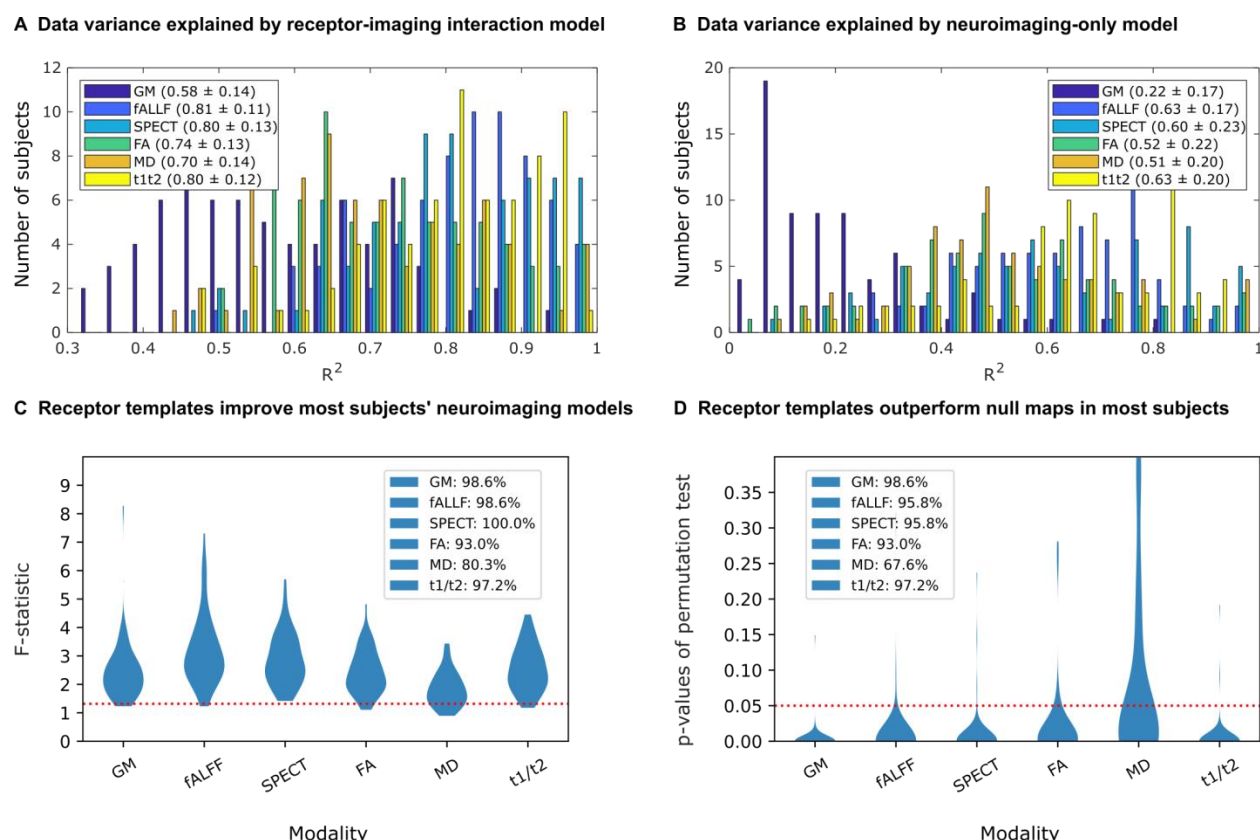 A Data variance explained by receptor-imaging interaction model
12
10
8
6
4
2
0
Number of subjects
GM (0.58 ± 0.14)
fALLF (0.81 ± 0.11)
SPECT (0.80 ± 0.13)
FA (0.74 ± 0.13)
MD (0.70 ± 0.14)
t1t2 (0.80 ± 0.12)
0.3 0.4 0.5 0.6 0.7 0.8 0.9 1
R²
B Data variance explained by neuroimaging-only model
20
15
10
5
0
Number of subjects
GM (0.22 ± 0.17)
fALLF (0.63 ± 0.17)
SPECT (0.60 ± 0.23)
FA (0.52 ± 0.22)
MD (0.51 ± 0.20)
t1t2 (0.63 ± 0.20)
0 0.2 0.4 0.6 0.8 1
R²
C Receptor templates improve most subjects' neuroimaging models
9
8
7
6
5
4
3
2
1
0
F-statistic
GM: 98.6%
fALLF: 98.6%
SPECT: 100.0%
FA: 93.0%
MD: 80.3%
t1/t2: 97.2%
GM fALFF SPECT FA MD t1/t2
Modality
D Receptor templates outperform null maps in most subjects
0.35
0.30
0.25
0.20
0.15
0.10
0.05
0.00
p-values of permutation test
GM: 98.6%
fALLF: 95.8%
SPECT: 95.8%
FA: 93.0%
MD: 67.6%
t1/t2: 97.2%
GM fALFF SPECT FA MD t1/t2
Modality